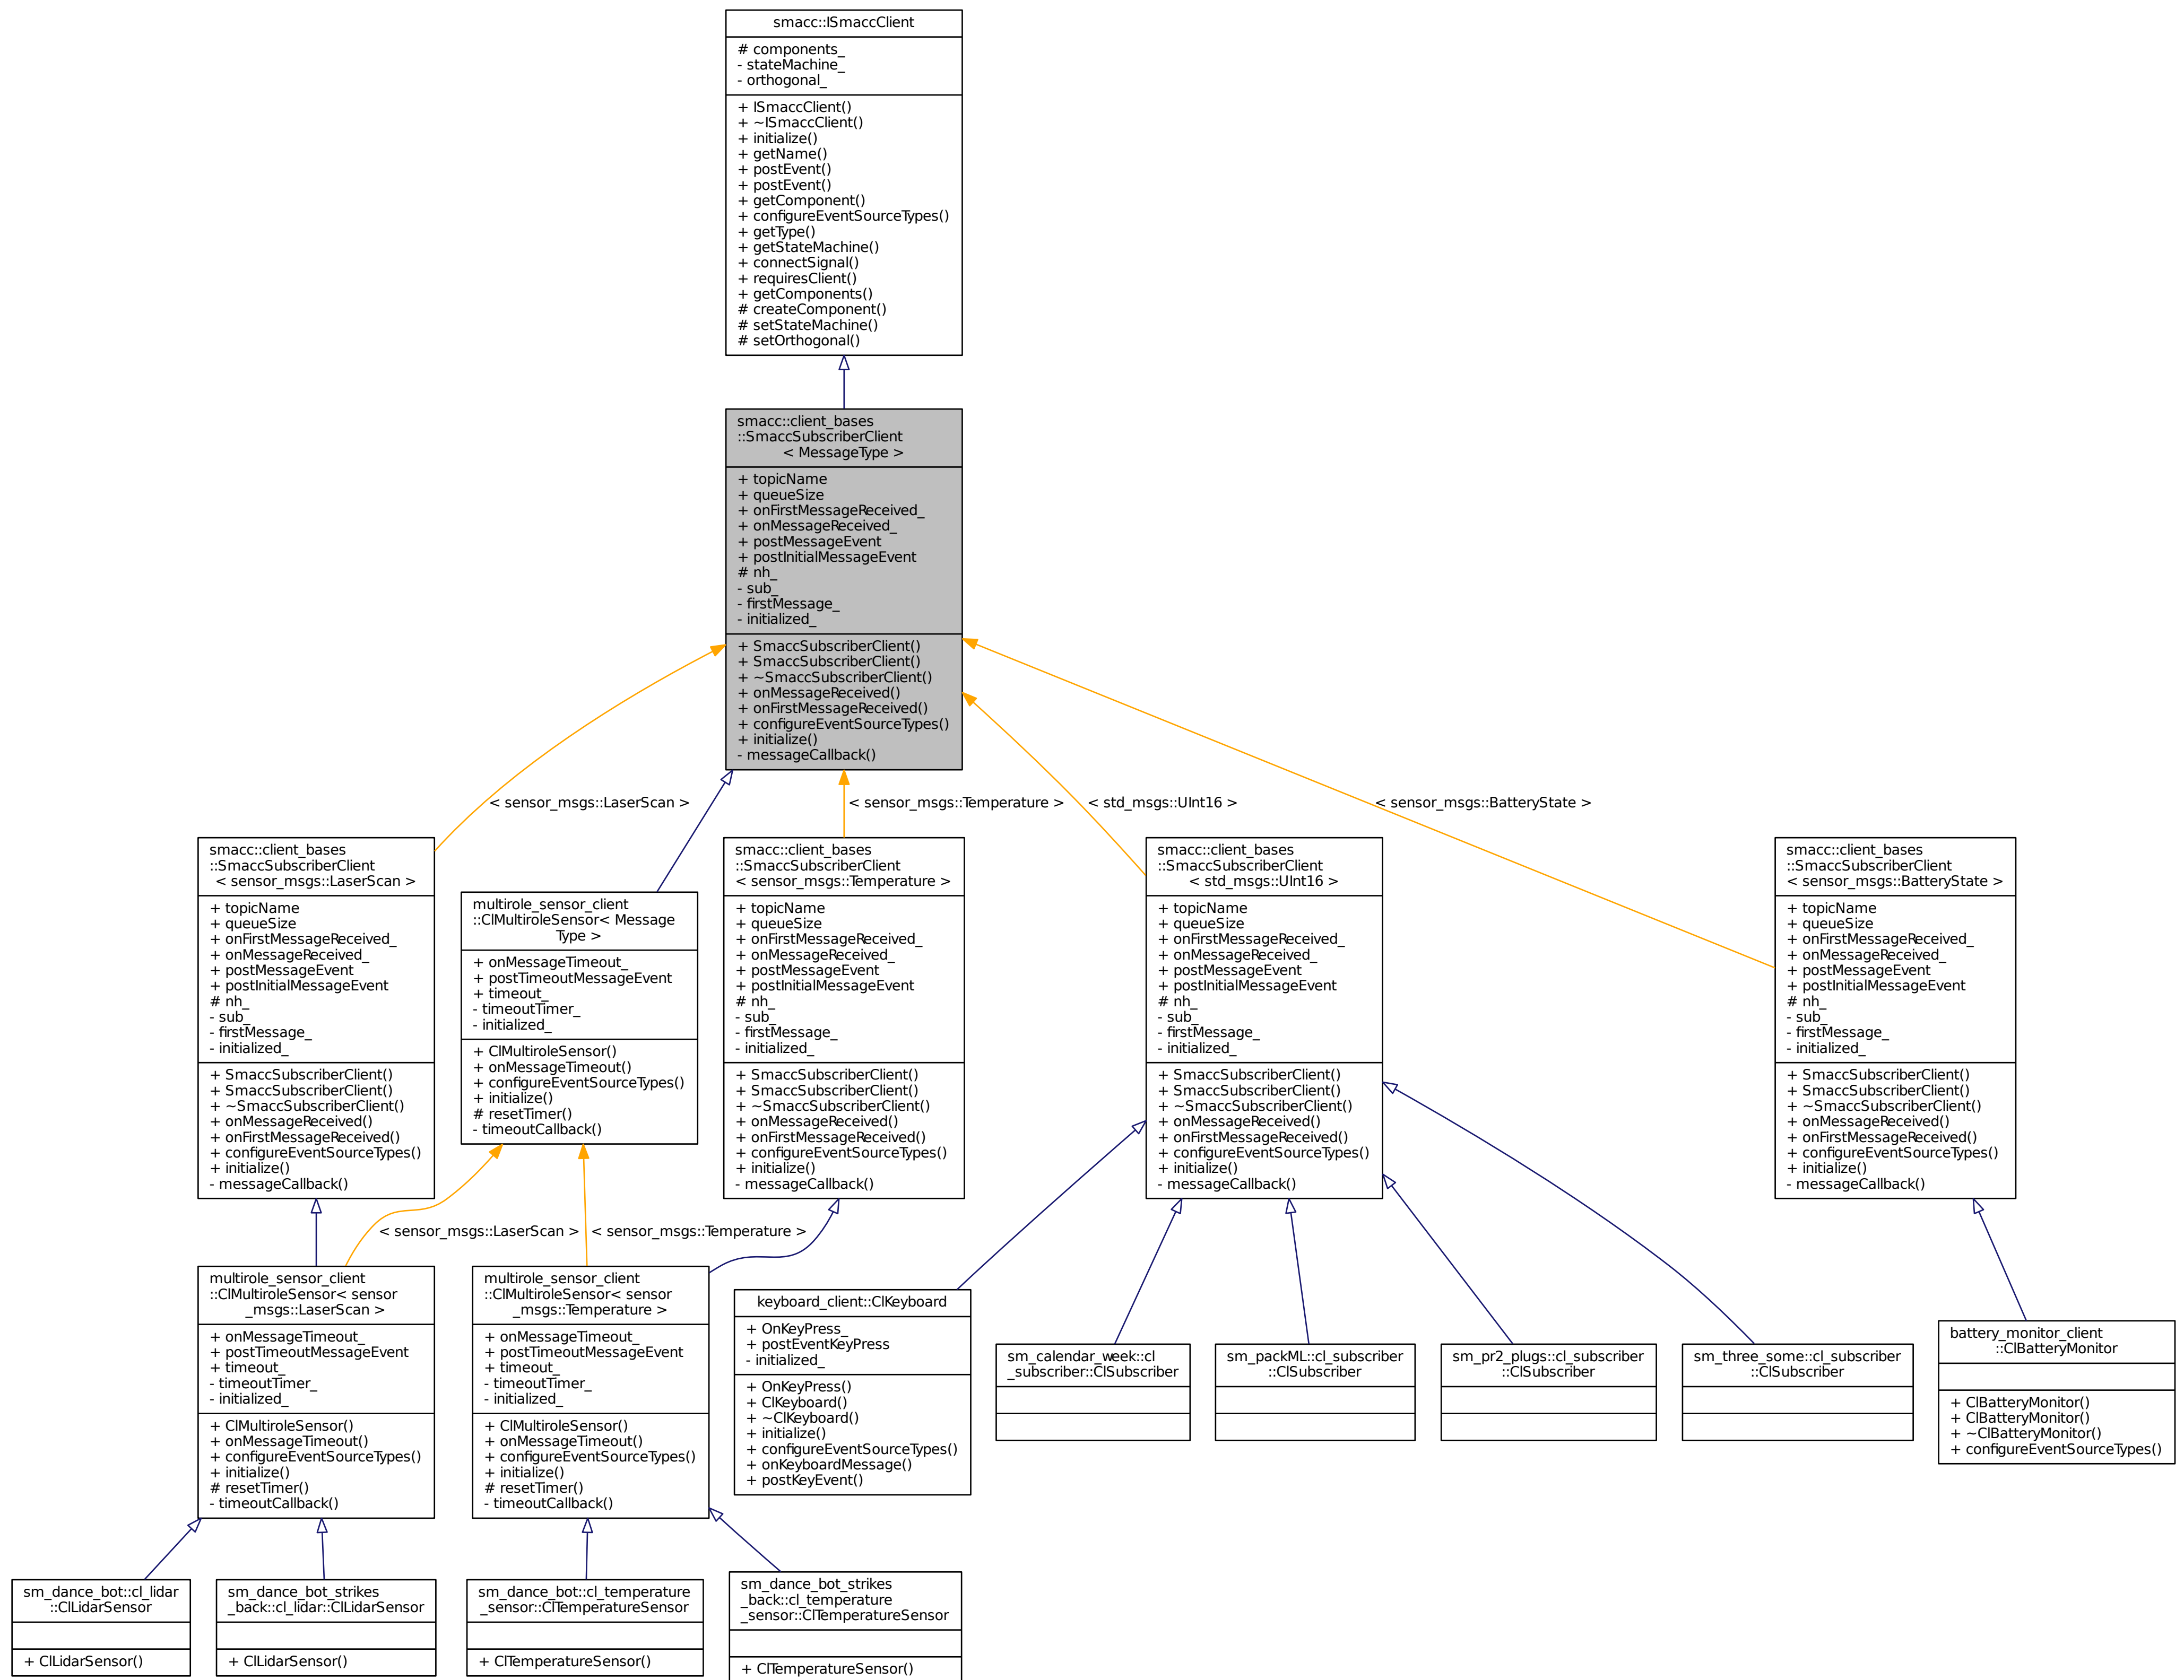 smacc::ISmaccClient
# components_
- stateMachine_
- orthogonal_
+ ISmaccClient()
+ ~ISmaccClient()
+ initialize()
+ getName()
+ postEvent()
+ postEvent()
+ getComponent()
+ configureEventSourceTypes()
+ getType()
+ getStateMachine()
+ connectSignal()
+ requiresClient()
+ getComponents()
# createComponent()
# setStateMachine()
# setOrthogonal()
smacc::client_bases
::SmaccSubscriberClient
< MessageType >
+ topicName
+ queueSize
+ onFirstMessageReceived_
+ onMessageReceived_
+ postMessageEvent
+ postInitialMessageEvent
# nh_
- sub_
- firstMessage_
- initialized_
+ SmaccSubscriberClient()
+ SmaccSubscriberClient()
+ ~SmaccSubscriberClient()
+ onMessageReceived()
+ onFirstMessageReceived()
+ configureEventSourceTypes()
+ initialize()
- messageCallback()
< sensor_msgs::LaserScan >
< sensor_msgs::Temperature >
< std_msgs::UInt16 >
< sensor_msgs::BatteryState >
smacc::client_bases
::SmaccSubscriberClient
< sensor_msgs::LaserScan >
+ topicName
+ queueSize
+ onFirstMessageReceived_
+ onMessageReceived_
+ postMessageEvent
+ postInitialMessageEvent
# nh_
- sub_
- firstMessage_
- initialized_
+ SmaccSubscriberClient()
+ SmaccSubscriberClient()
+ ~SmaccSubscriberClient()
+ onMessageReceived()
+ onFirstMessageReceived()
+ configureEventSourceTypes()
+ initialize()
- messageCallback()
multirole_sensor_client
::ClMultiroleSensor< Message
Type >
+ onMessageTimeout_
+ postTimeoutMessageEvent
+ timeout_
- timeoutTimer_
- initialized_
+ ClMultiroleSensor()
+ onMessageTimeout()
+ configureEventSourceTypes()
+ initialize()
# resetTimer()
- timeoutCallback()
smacc::client_bases
::SmaccSubscriberClient
< sensor_msgs::Temperature >
+ topicName
+ queueSize
+ onFirstMessageReceived_
+ onMessageReceived_
+ postMessageEvent
+ postInitialMessageEvent
# nh_
- sub_
- firstMessage_
- initialized_
+ SmaccSubscriberClient()
+ SmaccSubscriberClient()
+ ~SmaccSubscriberClient()
+ onMessageReceived()
+ onFirstMessageReceived()
+ configureEventSourceTypes()
+ initialize()
- messageCallback()
smacc::client_bases
::SmaccSubscriberClient
< std_msgs::UInt16 >
+ topicName
+ queueSize
+ onFirstMessageReceived_
+ onMessageReceived_
+ postMessageEvent
+ postInitialMessageEvent
# nh_
- sub_
- firstMessage_
- initialized_
+ SmaccSubscriberClient()
+ SmaccSubscriberClient()
+ ~SmaccSubscriberClient()
+ onMessageReceived()
+ onFirstMessageReceived()
+ configureEventSourceTypes()
+ initialize()
- messageCallback()
smacc::client_bases
::SmaccSubscriberClient
< sensor_msgs::BatteryState >
+ topicName
+ queueSize
+ onFirstMessageReceived_
+ onMessageReceived_
+ postMessageEvent
+ postInitialMessageEvent
# nh_
- sub_
- firstMessage_
- initialized_
+ SmaccSubscriberClient()
+ SmaccSubscriberClient()
+ ~SmaccSubscriberClient()
+ onMessageReceived()
+ onFirstMessageReceived()
+ configureEventSourceTypes()
+ initialize()
- messageCallback()
< sensor_msgs::LaserScan >
< sensor_msgs::Temperature >
multirole_sensor_client
::ClMultiroleSensor< sensor
_msgs::LaserScan >
+ onMessageTimeout_
+ postTimeoutMessageEvent
+ timeout_
- timeoutTimer_
- initialized_
+ ClMultiroleSensor()
+ onMessageTimeout()
+ configureEventSourceTypes()
+ initialize()
# resetTimer()
- timeoutCallback()
multirole_sensor_client
::ClMultiroleSensor< sensor
_msgs::Temperature >
+ onMessageTimeout_
+ postTimeoutMessageEvent
+ timeout_
- timeoutTimer_
- initialized_
+ ClMultiroleSensor()
+ onMessageTimeout()
+ configureEventSourceTypes()
+ initialize()
# resetTimer()
- timeoutCallback()
keyboard_client::ClKeyboard
+ OnKeyPress_
+ postEventKeyPress
- initialized_
+ OnKeyPress()
+ ClKeyboard()
+ ~ClKeyboard()
+ initialize()
+ configureEventSourceTypes()
+ onKeyboardMessage()
+ postKeyEvent()
sm_calendar_week::cl
_subscriber::ClSubscriber
sm_packML::cl_subscriber
::ClSubscriber
sm_pr2_plugs::cl_subscriber
::ClSubscriber
sm_three_some::cl_subscriber
::ClSubscriber
battery_monitor_client
::ClBatteryMonitor
+ ClBatteryMonitor()
+ ClBatteryMonitor()
+ ~ClBatteryMonitor()
+ configureEventSourceTypes()
sm_dance_bot::cl_lidar
::ClLidarSensor
+ ClLidarSensor()
sm_dance_bot_strikes
_back::cl_lidar::ClLidarSensor
+ ClLidarSensor()
sm_dance_bot::cl_temperature
_sensor::ClTemperatureSensor
+ ClTemperatureSensor()
sm_dance_bot_strikes
_back::cl_temperature
_sensor::ClTemperatureSensor
+ ClTemperatureSensor()